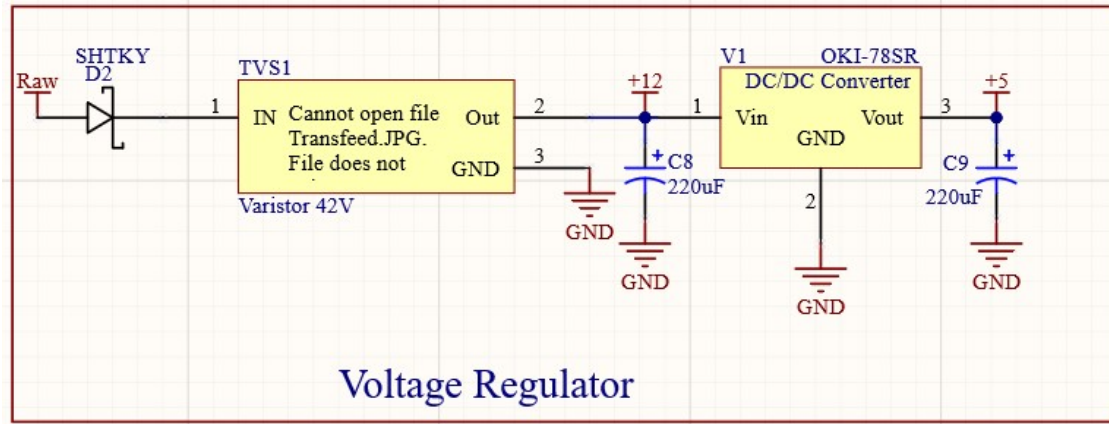 SHTKY
D2
Raw
TVS1
1
IN
Cannot open file
Transfeed.JPG.
File does not
Out
2
GND
3
Varistor 42V
GND
+12
C8
220uF
GND
V1
OKI-78SR
DC/DC Converter
1
Vin
GND
Vout
3
2
GND
+5
C9
220uF
GND
Voltage Regulator